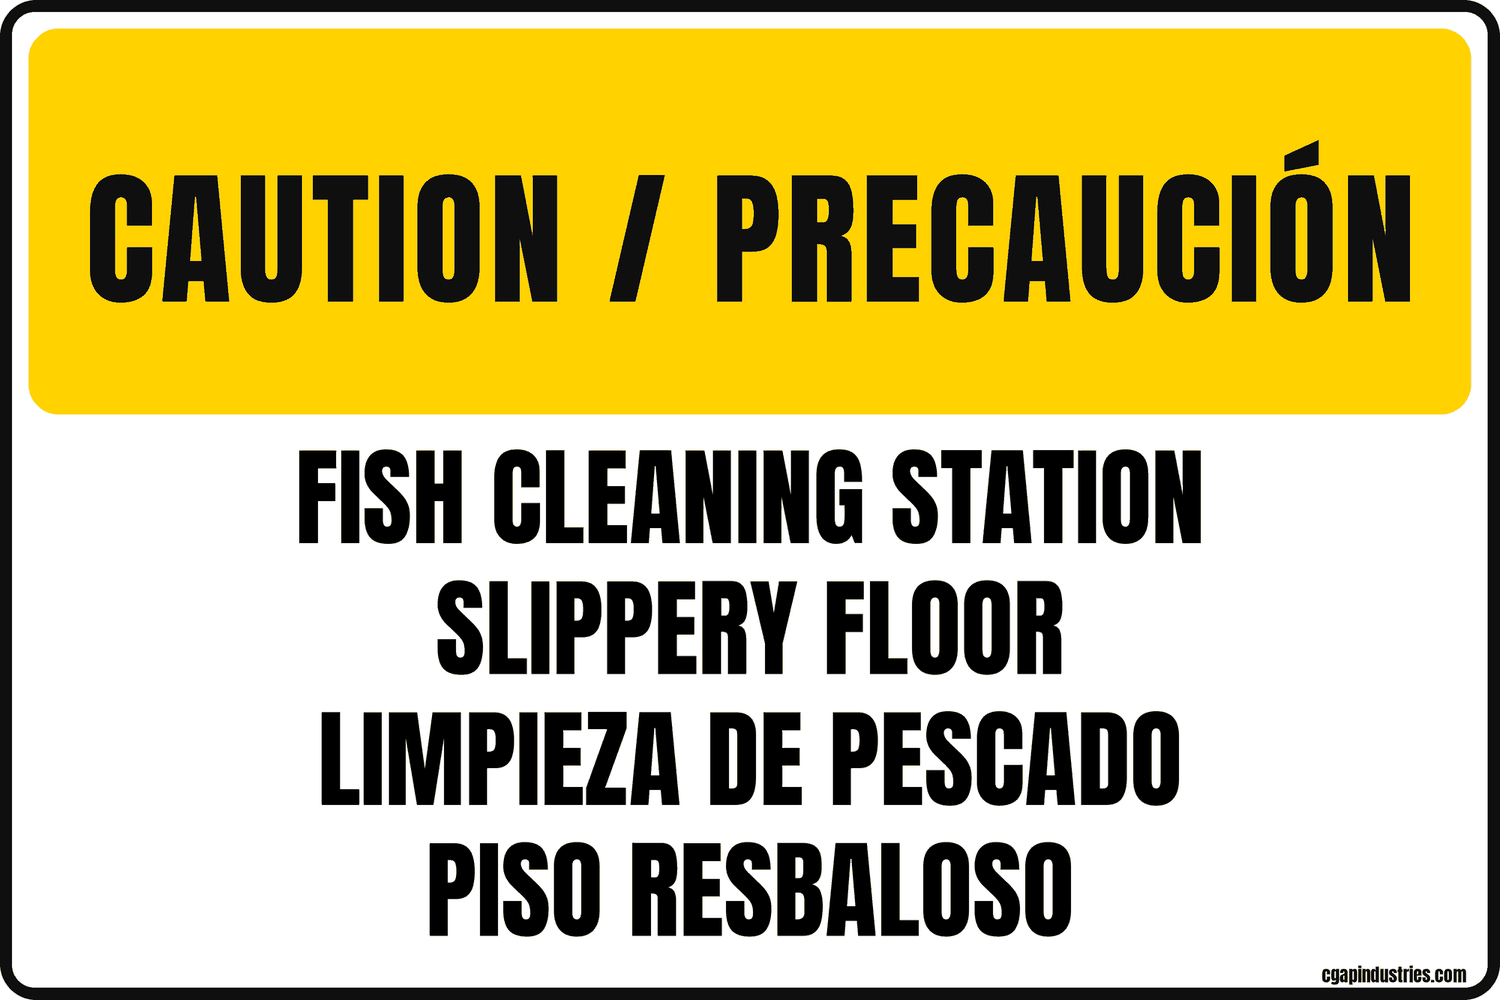 CAUTION / PRECAUCIÓN
FISH CLEANING STATION
SLIPPERY FLOOR
LIMPIEZA DE PESCADO
PISO RESBALOSO
cgapindustries.com